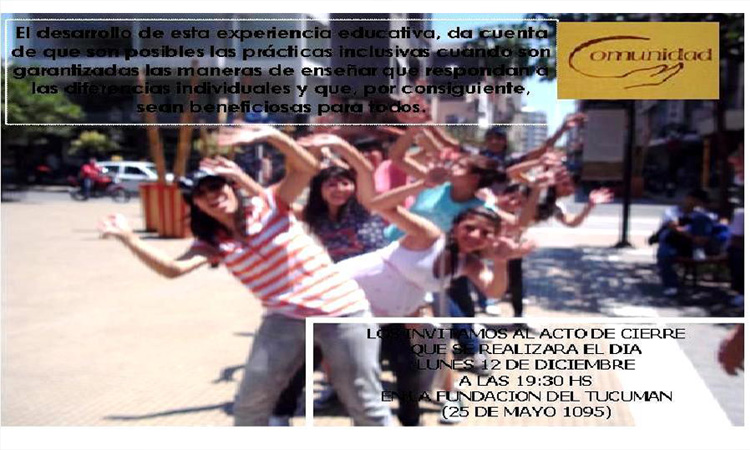 El desarrollo de esta experiencia educativa, da cuenta
de que son posibles las prácticas inclusivas cuando son
garantizadas las maneras de enseñar que respondan a
las diferencias individuales y que, por consiguiente,
sean beneficiosas para todos.
Comunidad
LOS INVITAMOS AL ACTO DE CIERRE
QUE SE REALIZARA EL DIA
LUNES 12 DE DICIEMBRE
A LAS 19:30 HS
EN LA FUNDACION DEL TUCUMAN
(25 DE MAYO 1095)